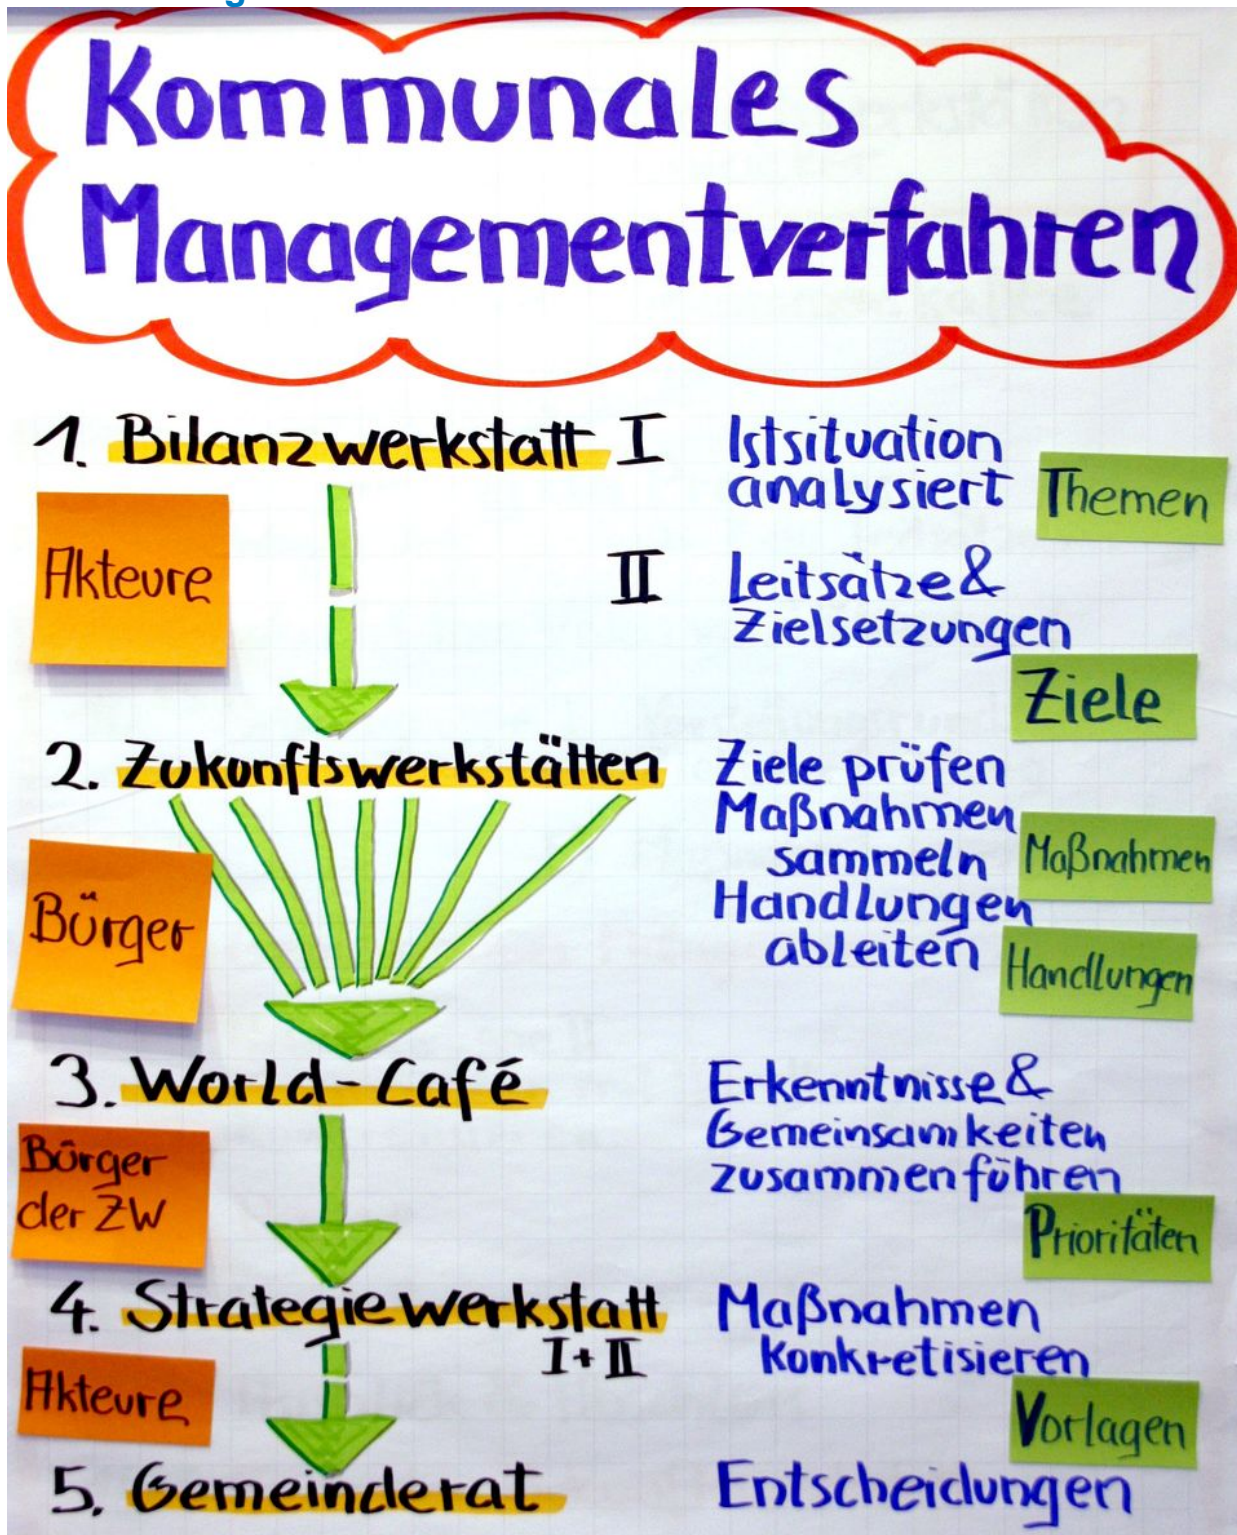 Kommunales
Managementverfahren
1. Bilanzwerkstatt I
Istsituation
analysiert
Themen
Akteure
II
Leitsätze &
Zielsetzungen
Ziele
2. Zukunftswerkstätten
Ziele prüfen
Maßnahmen
sammeln
Maßnahmen
Handlungen
ableiten
Handlungen
Bürger
3. World-Café
Erkenntnisse &
Gemeinsamkeiten
zusammenführen
Prioritäten
Bürger
der ZW
4. Strategiewerkstatt
I + II
Maßnahmen
konkretisieren
Vorlagen
Akteure
5. Gemeinderat
Entscheidungen